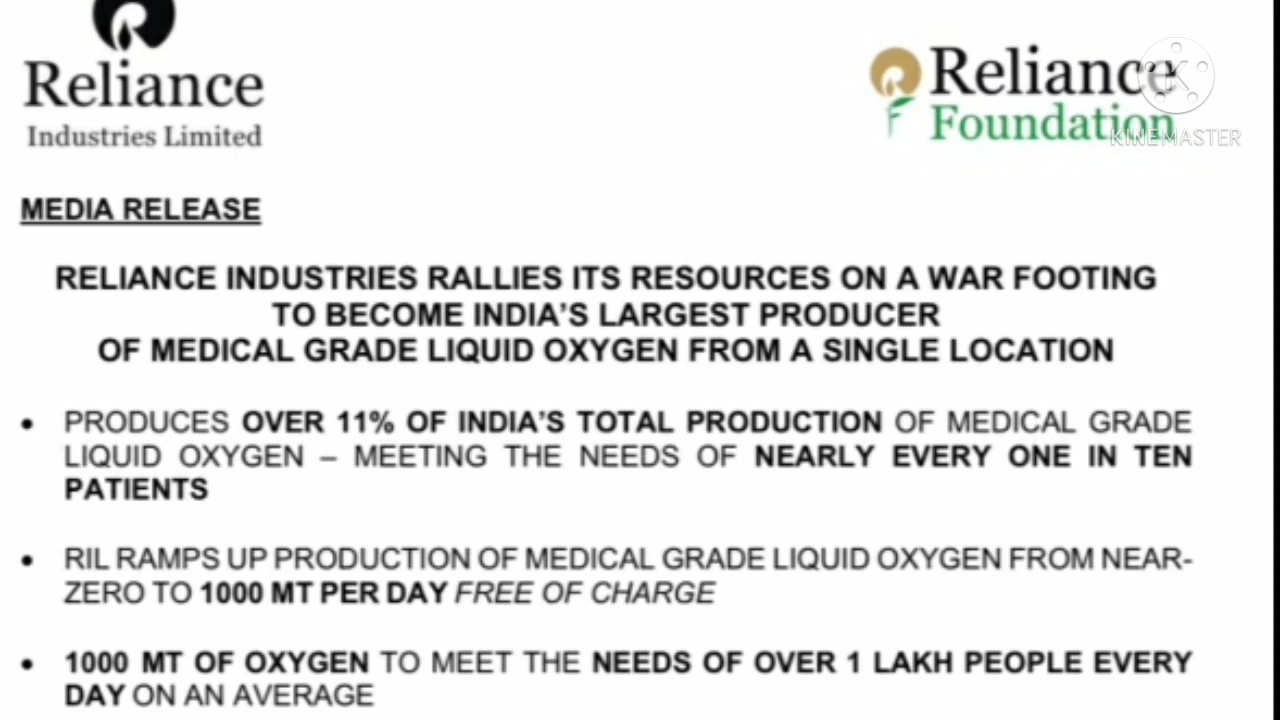 Reliance
Industries Limited
Reliance
Foundation
KINEMASTER
MEDIA RELEASE
RELIANCE INDUSTRIES RALLIES ITS RESOURCES ON A WAR FOOTING
TO BECOME INDIA'S LARGEST PRODUCER
OF MEDICAL GRADE LIQUID OXYGEN FROM A SINGLE LOCATION
• PRODUCES OVER 11% OF INDIA'S TOTAL PRODUCTION OF MEDICAL GRADE
LIQUID OXYGEN – MEETING THE NEEDS OF NEARLY EVERY ONE IN TEN
PATIENTS
• RIL RAMPS UP PRODUCTION OF MEDICAL GRADE LIQUID OXYGEN FROM NEAR-
ZERO TO 1000 MT PER DAY FREE OF CHARGE
• 1000 MT OF OXYGEN TO MEET THE NEEDS OF OVER 1 LAKH PEOPLE EVERY
DAY ON AN AVERAGE